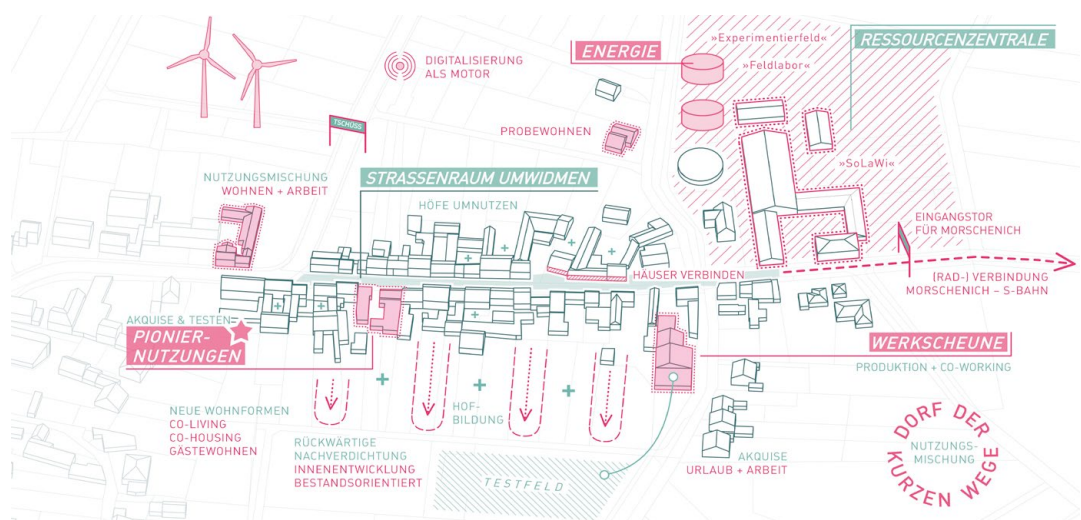 DIGITALISIERUNG
ALS MOTOR
ENERGIE
»Experimentierfeld«
»Feldlabor«
RESSOURCENZENTRALE
TSCHÜSS
PROBEWOHNEN
»SoLaWi«
NUTZUNGSMISCHUNG
WOHNEN + ARBEIT
STRASSENRAUM UMWIDMEN
HÖFE UMNUTZEN
EINGANGSTOR
FÜR MORSCHENICH
HÄUSER VERBINDEN
(RAD-) VERBINDUNG
MORSCHENICH – S-BAHN
AKQUISE & TESTEN
PIONIER-
NUTZUNGEN
WERKSCHEUNE
PRODUKTION + CO-WORKING
NEUE WOHNFORMEN
CO-LIVING
CO-HOUSING
GÄSTEWOHNEN
HOF-
BILDUNG
RÜCKWÄRTIGE
NACHVERDICHTUNG
INNENENTWICKLUNG
BESTANDSORIENTIERT
TESTFELD
AKQUISE
URLAUB + ARBEIT
DORF DER
KURZEN WEGE
NUTZUNGS-
MISCHUNG